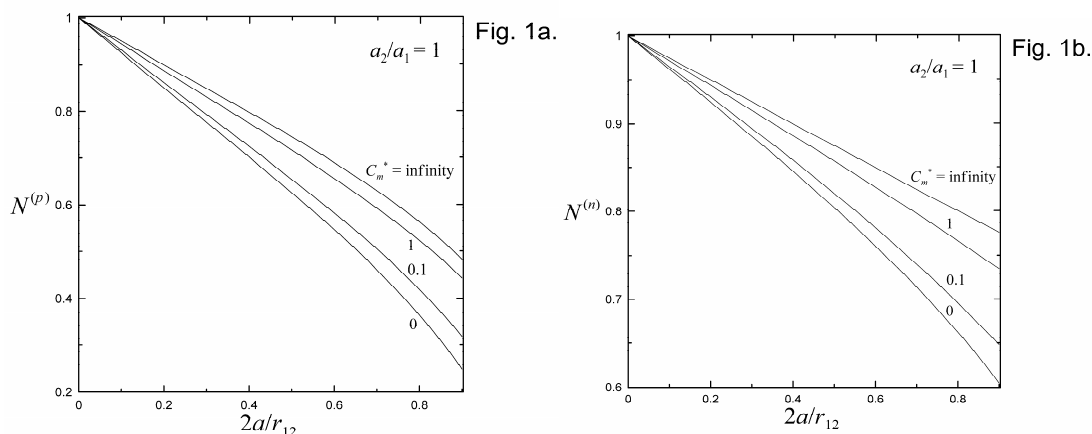 Fig. 1a.
a₂/a₁ = 1
1
0.8
0.6
0.4
0.2
N⁽ᵖ⁾
Cₘ* = infinity
1
0.1
0
0
0.2
0.4
0.6
0.8
2a/r₁₂
Fig. 1b.
a₂/a₁ = 1
1
0.9
0.8
0.7
0.6
N⁽ⁿ⁾
Cₘ* = infinity
1
0.1
0
0
0.2
0.4
0.6
0.8
2a/r₁₂